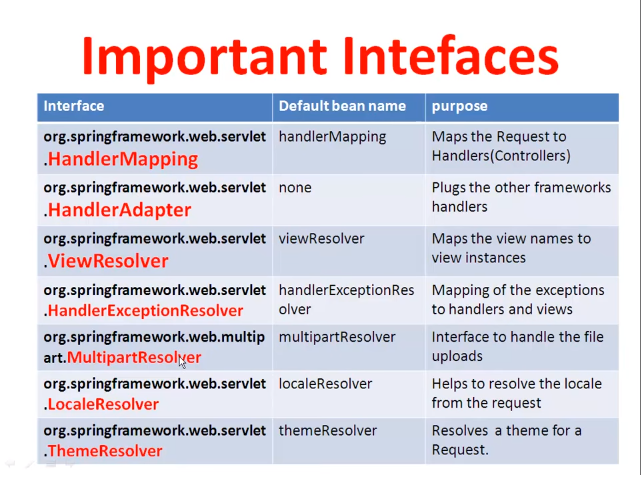 Important Intefaces
Interface Default bean name purpose
org.springframework.web.servlet handlerMapping Maps the Request to
.HandlerMapping Handlers(Controllers)
org.springframework.web.servlet none Plugs the other frameworks
.HandlerAdapter handlers
org.springframework.web.servlet viewResolver Maps the view names to
.ViewResolver view instances
org.springframework.web.servlet handlerExceptionRes Mapping of the exceptions
.HandlerExceptionResolver olver to handlers and views
org.springframework.web.multip multipartResolver Interface to handle the file
art.MultipartResolver uploads
org.springframework.web.servlet localeResolver Helps to resolve the locale
.LocaleResolver from the request
org.springframework.web.servlet themeResolver Resolves a theme for a
.ThemeResolver Request.